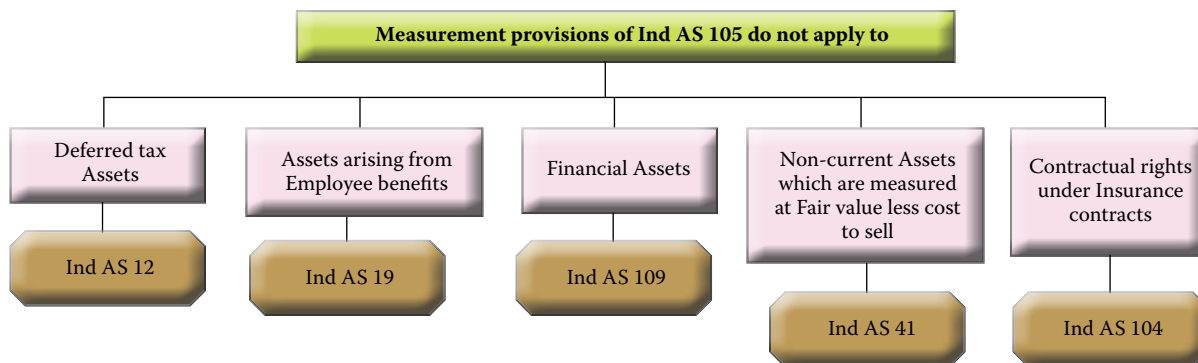 Measurement provisions of Ind AS 105 do not apply to
Deferred tax
Assets
Ind AS 12
Assets arising from
Employee benefits
Ind AS 19
Financial Assets
Ind AS 109
Non-current Assets
which are measured
at Fair value less cost
to sell
Ind AS 41
Contractual rights
under Insurance
contracts
Ind AS 104